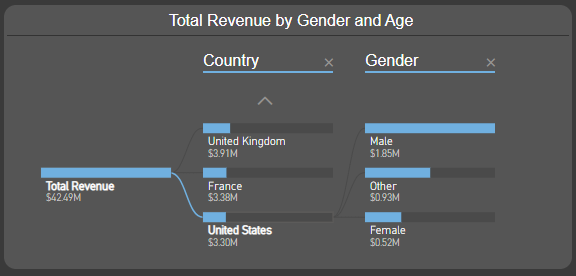 Total Revenue by Gender and Age
Country
Gender
United Kingdom
$3.91M
Male
$1.85M
Total Revenue
$42.49M
France
$3.38M
Other
$0.93M
United States
$3.30M
Female
$0.52M